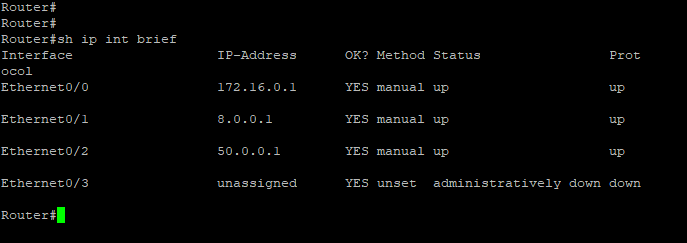 Router#
Router#
Router#sh ip int brief
Interface                  IP-Address      OK? Method Status                Prot
ocol
Ethernet0/0                172.16.0.1      YES manual up                    up
Ethernet0/1                8.0.0.1         YES manual up                    up
Ethernet0/2                50.0.0.1        YES manual up                    up
Ethernet0/3                unassigned      YES unset  administratively down down
Router#